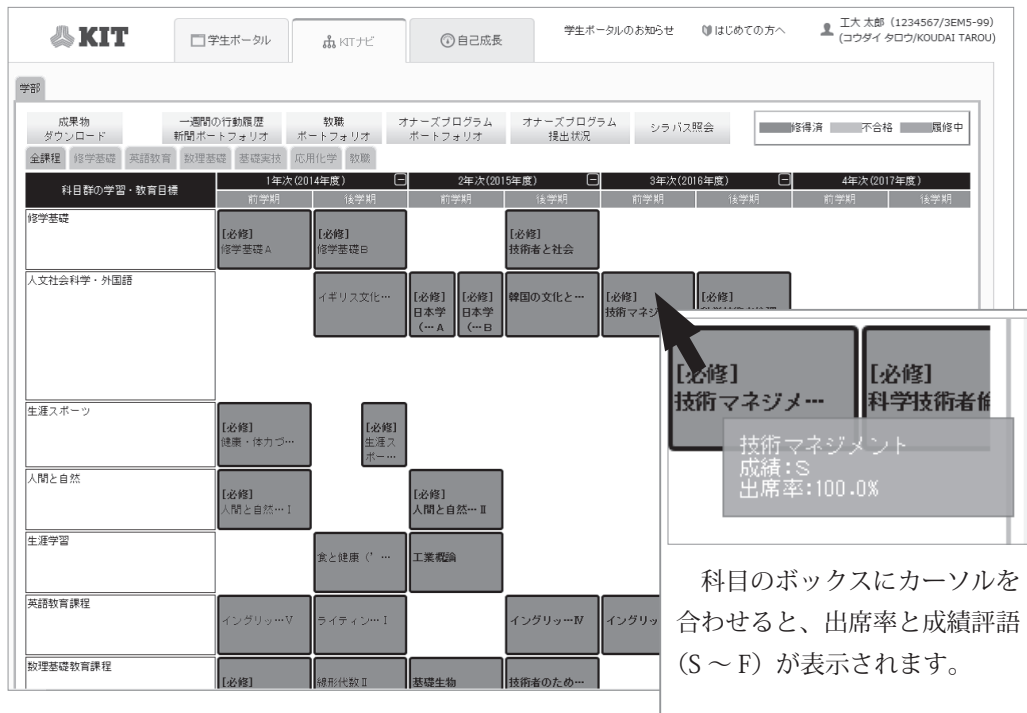 KIT
学生ポータル
KITナビ
自己成長
学生ポータルのお知らせ
はじめての方へ
工大 太郎 (1234567/3EM5-99)
(コウダイ タロウ/KOUDAI TAROU)
学部
成果物
ダウンロード
一週間の行動履歴
新聞ポートフォリオ
教職
ポートフォリオ
オナーズプログラム
ポートフォリオ
オナーズプログラム
提出状況
シラバス照会
修得済 不合格 履修中
全課程 修学基礎 英語教育 数理基礎 基礎実技 応用化学 教職
科目群の学習・教育目標
1年次(2014年度) 2年次(2015年度) 3年次(2016年度) 4年次(2017年度)
前学期 後学期 前学期 後学期 前学期 後学期 前学期 後学期
修学基礎
[必修]
修学基礎A
[必修]
修学基礎B
[必修]
技術者と社会
人文社会科学・外国語
イギリス文化…
[必修]
日本学
(… A
[必修]
日本学
(… B
韓国の文化と…
[必修]
技術マネジ
[必修]
生涯スポーツ
[必修]
健康・体力づ…
[必修]
生涯ス
ポー…
人間と自然
[必修]
人間と自然… I
[必修]
人間と自然… II
生涯学習
食と健康(' …
工業概論
英語教育課程
イングリッ…V
ライティン… I
イングリッ…IV
イングリッ
数理基礎教育課程
[必修]
線形代数II
基礎生物
技術者のため…
[必修]
技術マネジメ…
[必修]
科学技術者倫
技術マネジメント
成績:S
出席率:100.0%
科目のボックスにカーソルを
合わせると、出席率と成績評語
(S ~ F) が表示されます。